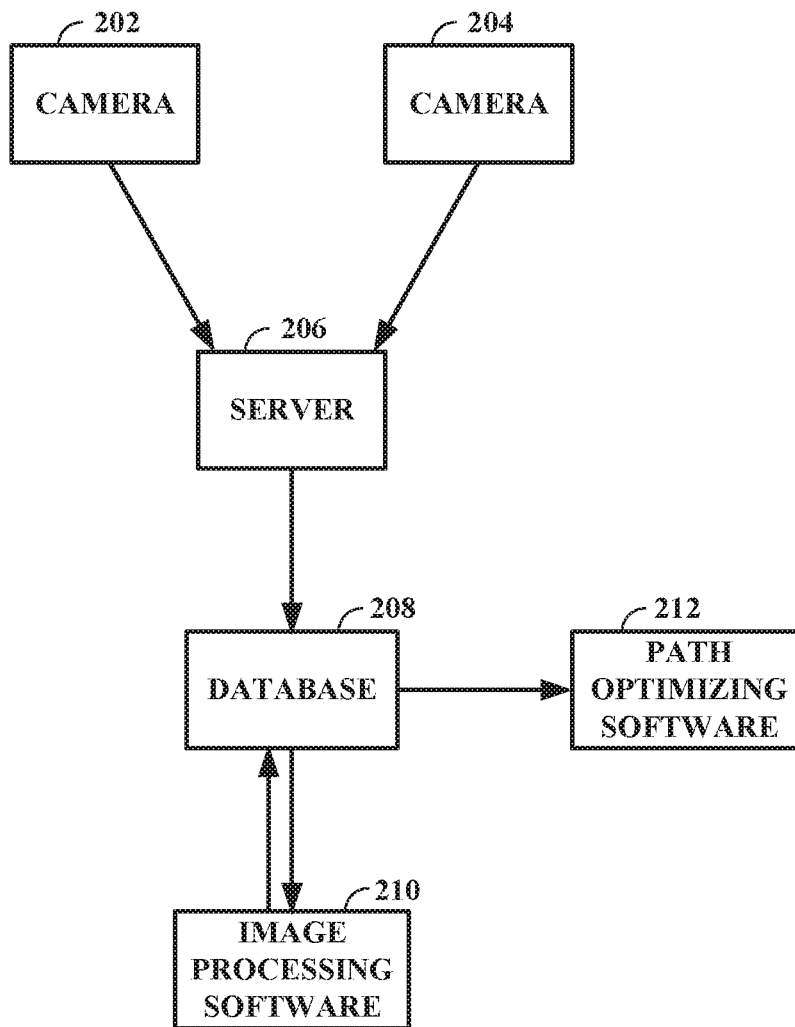 202
CAMERA
204
CAMERA
206
SERVER
208
DATABASE
212
PATH
OPTIMIZING
SOFTWARE
210
IMAGE
PROCESSING
SOFTWARE